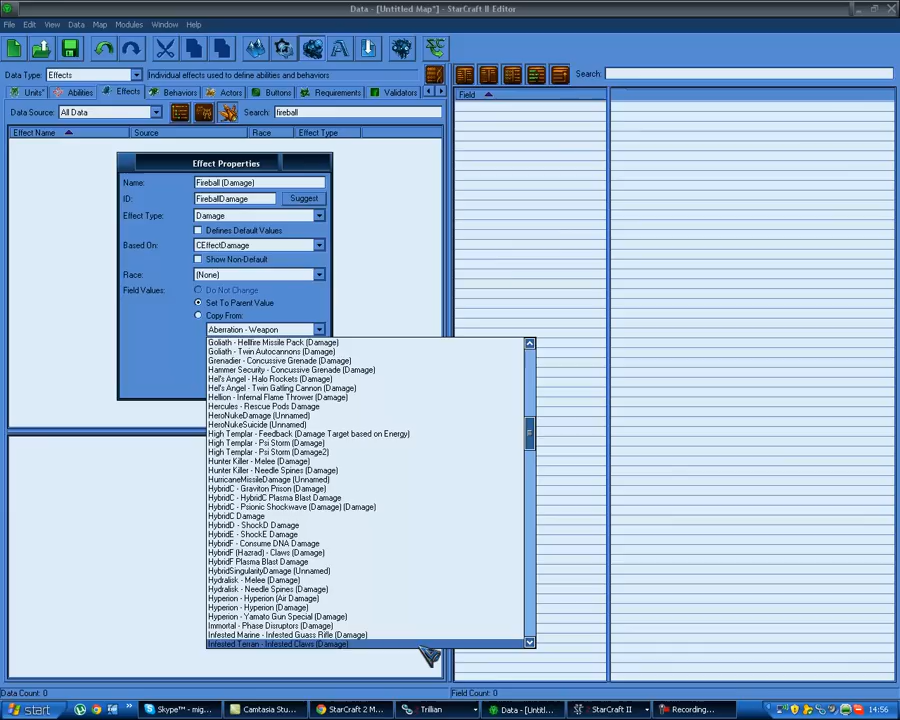 Data - [Untitled Map*] - StarCraft II Editor
File Edit View Data Map Modules Window Help
Data Type: Effects Individual effects used to define abilities and behaviors
Search:
Units* Abilities Effects Behaviors Actors Buttons Requirements Validators
Field
Data Source: All Data Search: fireball
Effect Name Source Race Effect Type
Effect Properties
Name: Fireball (Damage)
ID: FireballDamage Suggest
Effect Type: Damage
Defines Default Values
Based On: CEffectDamage
Show Non-Default
Race: (None)
Field Values: Do Not Change
Set To Parent Value
Copy From:
Aberration - Weapon
Goliath - Hellfire Missile Pack (Damage)
Goliath - Twin Autocannons (Damage)
Grenadier - Concussive Grenade (Damage)
Hammer Security - Concussive Grenade (Damage)
Hel's Angel - Halo Rockets (Damage)
Hel's Angel - Twin Gatling Cannon (Damage)
Hellion - Infernal Flame Thrower (Damage)
Hercules - Rescue Pods Damage
HeroNukeDamage (Unnamed)
HeroNukeSuicide (Unnamed)
High Templar - Feedback (Damage Target based on Energy)
High Templar - Psi Storm (Damage)
High Templar - Psi Storm (Damage2)
Hunter Killer - Melee (Damage)
Hunter Killer - Needle Spines (Damage)
HurricaneMissileDamage (Unnamed)
HybridC - Graviton Prison (Damage)
HybridC - HybridC Plasma Blast Damage
HybridC - Psionic Shockwave (Damage) (Damage)
HybridC Damage
HybridD - ShockD Damage
HybridE - ShockE Damage
HybridF - Consume DNA Damage
HybridF (Hazrad) - Claws (Damage)
HybridF Plasma Blast Damage
HybridSingularityDamage (Unnamed)
Hydralisk - Melee (Damage)
Hydralisk - Needle Spines (Damage)
Hyperion - Hyperion (Air Damage)
Hyperion - Hyperion (Damage)
Hyperion - Yamato Gun Special (Damage)
Immortal - Phase Disruptors (Damage)
Infested Marine - Infested Guass Rifle (Damage)
Infested Terran - Infested Claws (Damage)
Data Count: 0 Field Count: 0
start Skype™ - mig... Camtasia Stu... StarCraft 2 M... Trillian Data - [Untitl... StarCraft II Recording... 14:56